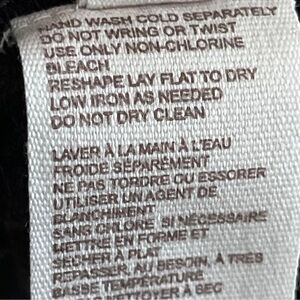 HAND WASH COLD SEPARATELY
DO NOT WRING OR TWIST
USE ONLY NON-CHLORINE
BLEACH
RESHAPE LAY FLAT TO DRY
LOW IRON AS NEEDED
DO NOT DRY CLEAN
LAVER À LA MAIN À L'EAU
FROIDE SÉPARÉMENT
NE PAS TORDRE OU ESSORER
UTILISER UN AGENT DE
BLANCHIMENT
SANS CHLORE, SI NÉCESSAIRE
METTRE EN FORME ET
SÉCHER À PLAT
REPASSER, AU BESOIN, À TRÈS
BASSE TEMPÉRATURE
NETTOYER À SEC